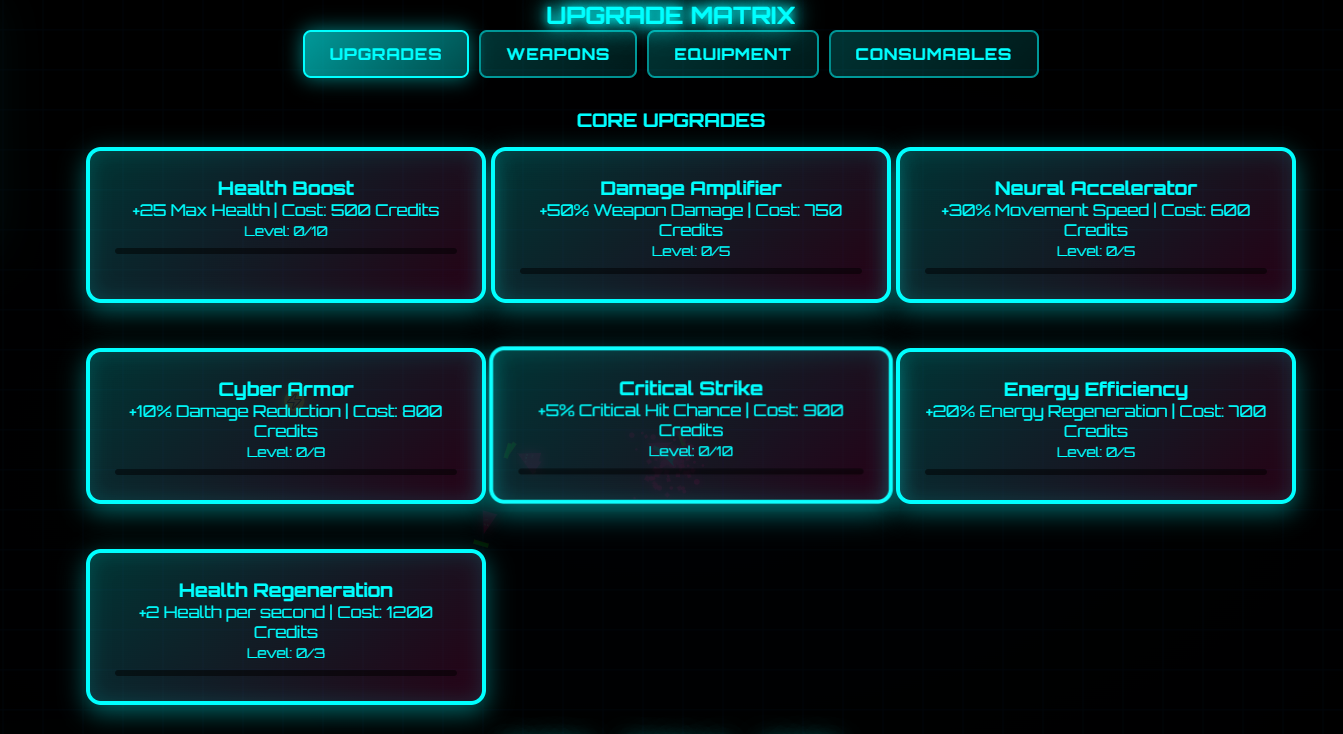 UPGRADE MATRIX
UPGRADES
WEAPONS
EQUIPMENT
CONSUMABLES
CORE UPGRADES
Health Boost
+25 Max Health | Cost: 500 Credits
Level: 0/10
Damage Amplifier
+50% Weapon Damage | Cost: 750
Credits
Level: 0/5
Neural Accelerator
+30% Movement Speed | Cost: 600
Credits
Level: 0/5
Cyber Armor
+10% Damage Reduction | Cost: 800
Credits
Level: 0/8
Critical Strike
+5% Critical Hit Chance | Cost: 900
Credits
Level: 0/10
Energy Efficiency
+20% Energy Regeneration | Cost: 700
Credits
Level: 0/5
Health Regeneration
+2 Health per second | Cost: 1200
Credits
Level: 0/3